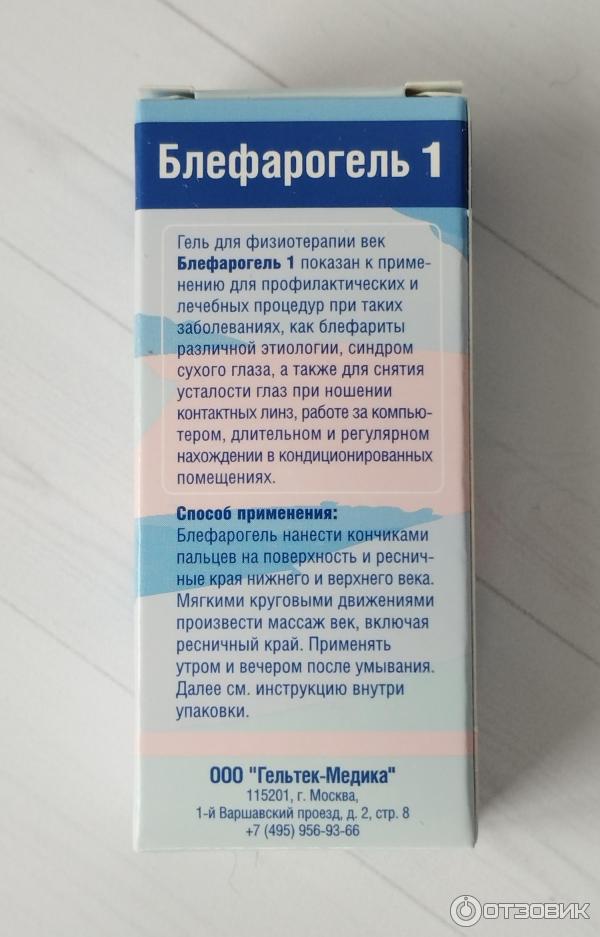 Блефарогель 1
Гель для физиотерапии век
Блефарогель 1 показан к приме-
нению для профилактических и
лечебных процедур при таких
заболеваниях, как блефариты
различной этиологии, синдром
сухого глаза, а также для снятия
усталости глаз при ношении
контактных линз, работе за компью-
тером, длительном и регулярном
нахождении в кондиционированных
помещениях.
Способ применения:
Блефарогель нанести кончиками
пальцев на поверхность и реснич-
ные края нижнего и верхнего века.
Мягкими круговыми движениями
произвести массаж век, включая
ресничный край. Применять
утром и вечером после умывания.
Далее см. инструкцию внутри
упаковки.
ООО "Гельтек-Медика"
115201, г. Москва,
1-й Варшавский проезд, д. 2, стр. 8
+7 (495) 956-93-66
ОТЗОВИК